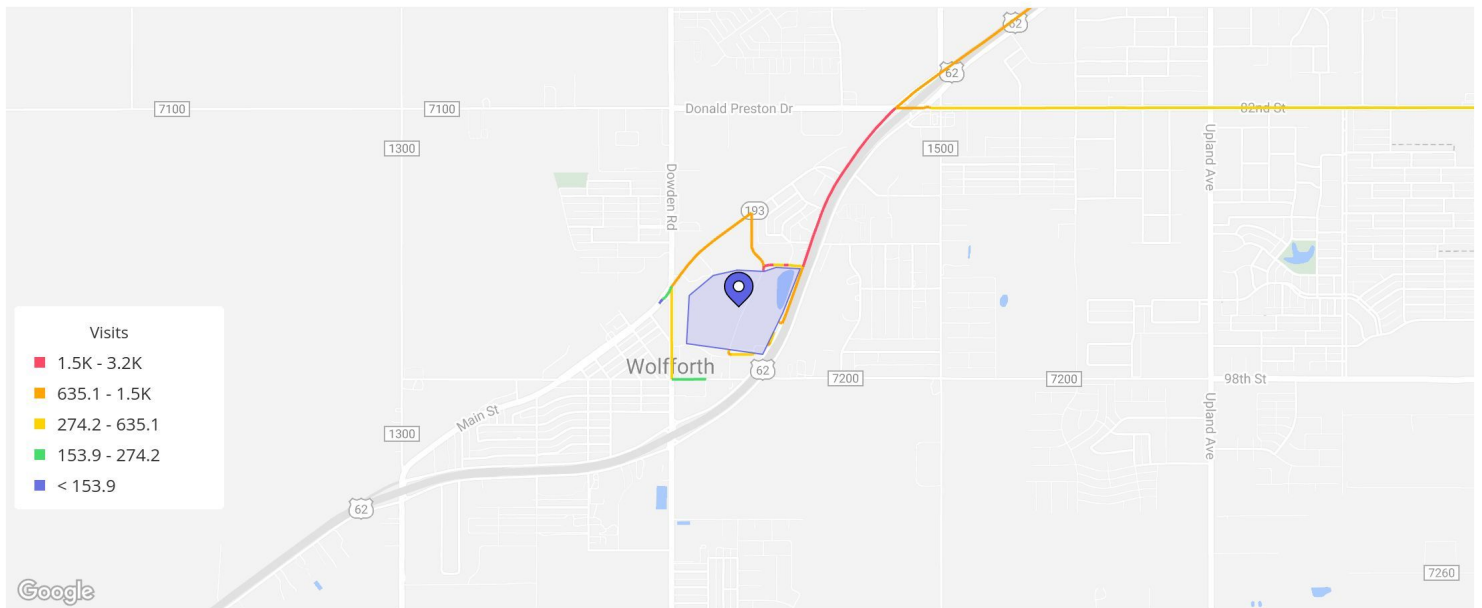 62
62
7100
7100
Donald Preston Dr
82nd St
1300
1500
Upland Ave
Dowden Rd
193
Visits
1.5K - 3.2K
635.1 - 1.5K
274.2 - 635.1
153.9 - 274.2
< 153.9
Wolfforth
62
7200
7200
98th St
Main St
1300
Upland Ave
62
7260
Google